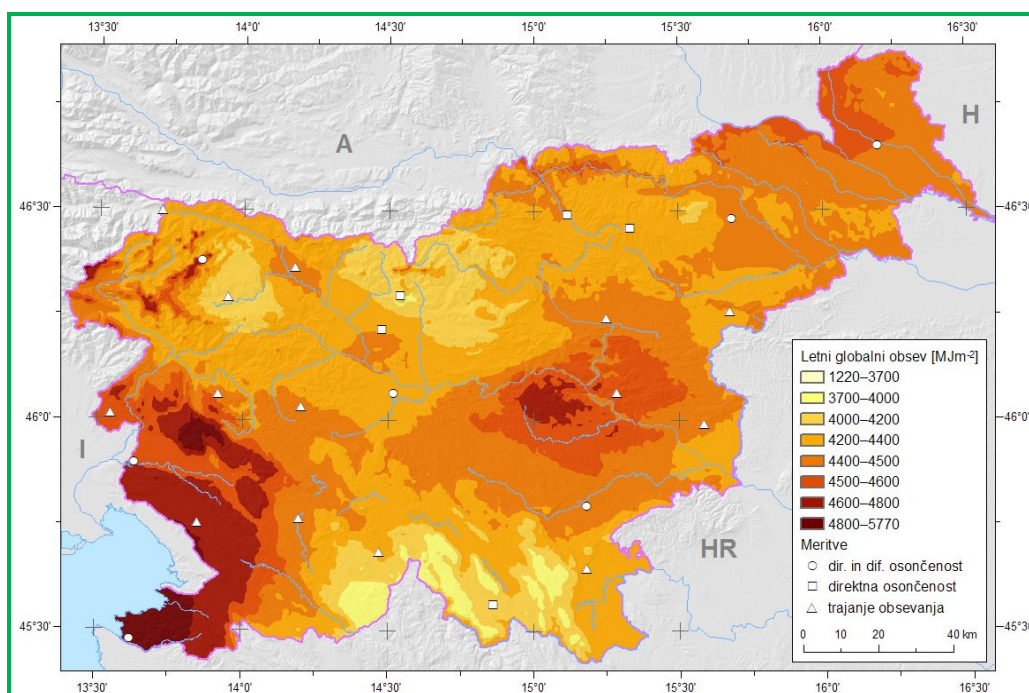 13°30' 14°0' 14°30' 15°0' 15°30' 16°0' 16°30'
H
A
46°30' 46°30'
46°0' 46°0'
I
HR
45°30' 45°30'
Letni globalni obsev [MJm-2]
1220–3700
3700–4000
4000–4200
4200–4400
4400–4500
4500–4600
4600–4800
4800–5770
Meritve
dir. in dif. osončenost
direktna osončenost
trajanje obsevanja
0 10 20 40 km
13°30' 14°0' 14°30' 15°0' 15°30' 16°0' 16°30'